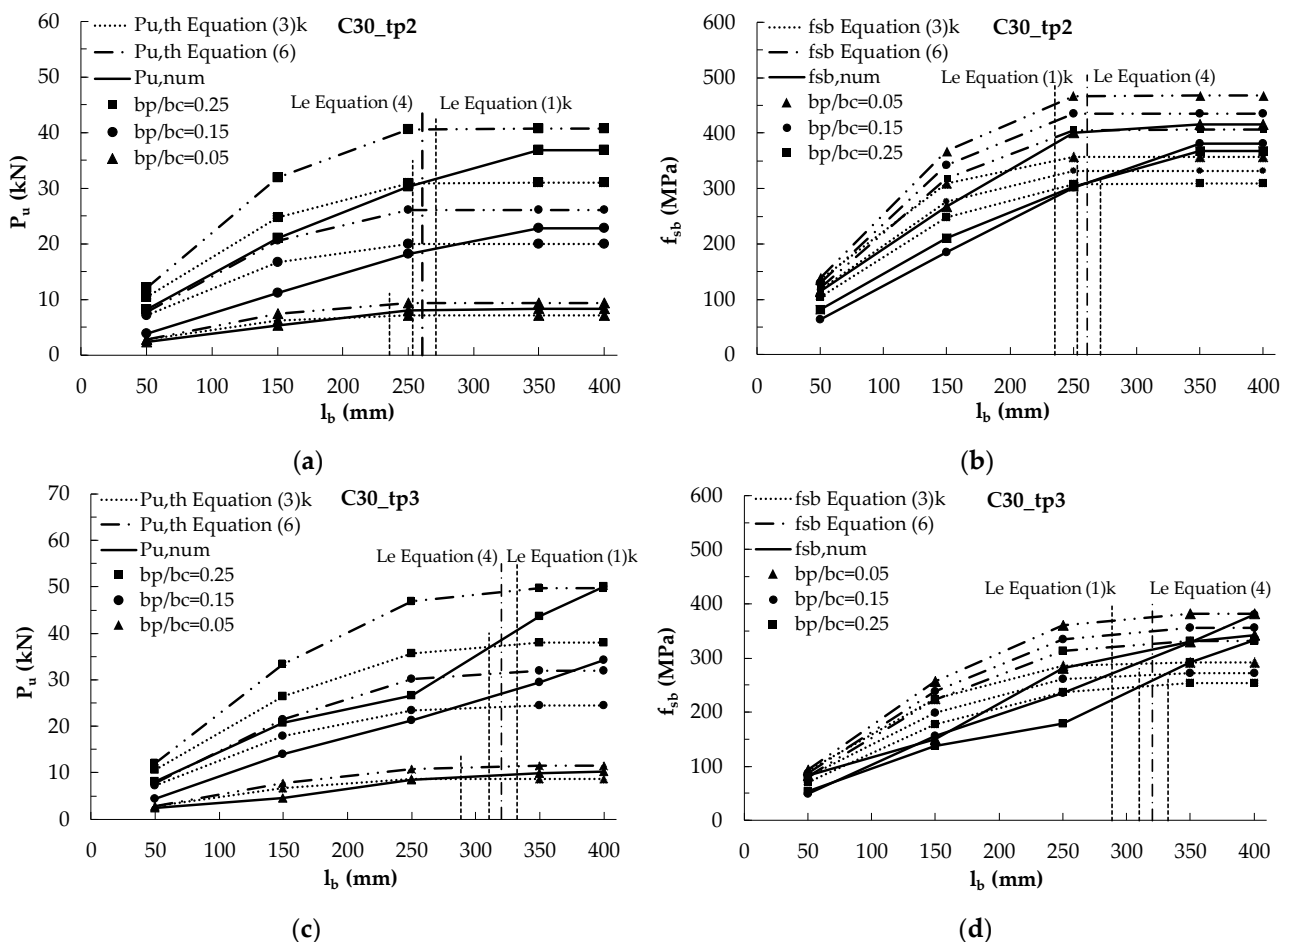 C30_tp2
Pu,th Equation (3)k
Pu,th Equation (6)
Pu,num
bp/bc=0.25
bp/bc=0.15
bp/bc=0.05
Le Equation (4)
Le Equation (1)k
60
50
40
30
20
10
0
Pu (kN)
0 50 100 150 200 250 300 350 400
lb (mm)
(a)
C30_tp2
fsb Equation (3)k
fsb Equation (6)
fsb,num
bp/bc=0.05
bp/bc=0.15
bp/bc=0.25
Le Equation (1)k
Le Equation (4)
600
500
400
300
200
100
0
fsb (MPa)
0 50 100 150 200 250 300 350 400
lb (mm)
(b)
C30_tp3
Pu,th Equation (3)k
Pu,th Equation (6)
Pu,num
bp/bc=0.25
bp/bc=0.15
bp/bc=0.05
Le Equation (4)
Le Equation (1)k
70
60
50
40
30
20
10
0
Pu (kN)
0 50 100 150 200 250 300 350 400
lb (mm)
(c)
C30_tp3
fsb Equation (3)k
fsb Equation (6)
fsb,num
bp/bc=0.05
bp/bc=0.15
bp/bc=0.25
Le Equation (1)k
Le Equation (4)
600
500
400
300
200
100
0
fsb (MPa)
0 50 100 150 200 250 300 350 400
lb (mm)
(d)